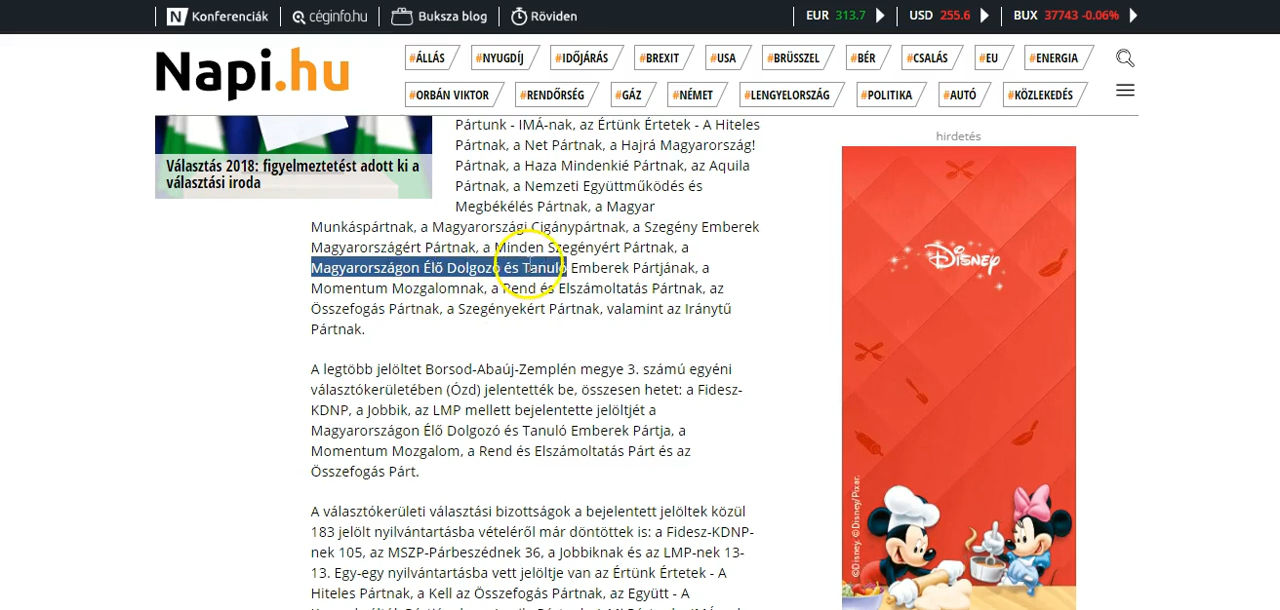 Konferenciák
céginfo.hu
Buksza blog
Röviden
EUR 313.7
USD 255.6
BUX 37743 -0.06%
Napi.hu
#ÁLLÁS
#NYUGDÍJ
#IDŐJÁRÁS
#BREXIT
#USA
#BRÜSSZEL
#BÉR
#CSALÁS
#EU
#ENERGIA
#ORBÁN VIKTOR
#RENDŐRSÉG
#GÁZ
#NÉMET
#LENGYELORSZÁG
#POLITIKA
#AUTÓ
#KÖZLEKEDÉS
Választás 2018: figyelmeztetést adott ki a
választási iroda
Pártunk - IMÁ-nak, az Értünk Értetek - A Hiteles
Pártnak, a Net Pártnak, a Hajrá Magyarország!
Pártnak, a Haza Mindenkié Pártnak, az Aquila
Pártnak, a Nemzeti Együttműködés és
Megbékélés Pártnak, a Magyar
Munkáspártnak, a Magyarországi Cigánypártnak, a Szegény Emberek
Magyarországért Pártnak, a Minden Szegényért Pártnak, a
Magyarországon Élő Dolgozó és Tanuló Emberek Pártjának, a
Momentum Mozgalomnak, a Rend és Elszámoltatás Pártnak, az
Összefogás Pártnak, a Szegényekért Pártnak, valamint az Iránytű
Pártnak.
A legtöbb jelöltet Borsod-Abaúj-Zemplén megye 3. számú egyéni
választókerületében (Ózd) jelentették be, összesen hetet: a Fidesz-
KDNP, a Jobbik, az LMP mellett bejelentette jelöltjét a
Magyarországon Élő Dolgozó és Tanuló Emberek Pártja, a
Momentum Mozgalom, a Rend és Elszámoltatás Párt és az
Összefogás Párt.
A választókerületi választási bizottságok a bejelentett jelöltek közül
183 jelölt nyilvántartásba vételéről már döntöttek is: a Fidesz-KDNP-
nek 105, az MSZP-Párbeszédnek 36, a Jobbiknak és az LMP-nek 13-
13. Egy-egy nyilvántartásba vett jelöltje van az Értünk Értetek - A
Hiteles Pártnak, a Kell az Összefogás Pártnak, az Együtt - A
hirdetés
Disney
©Disney. ©Disney/Pixar.